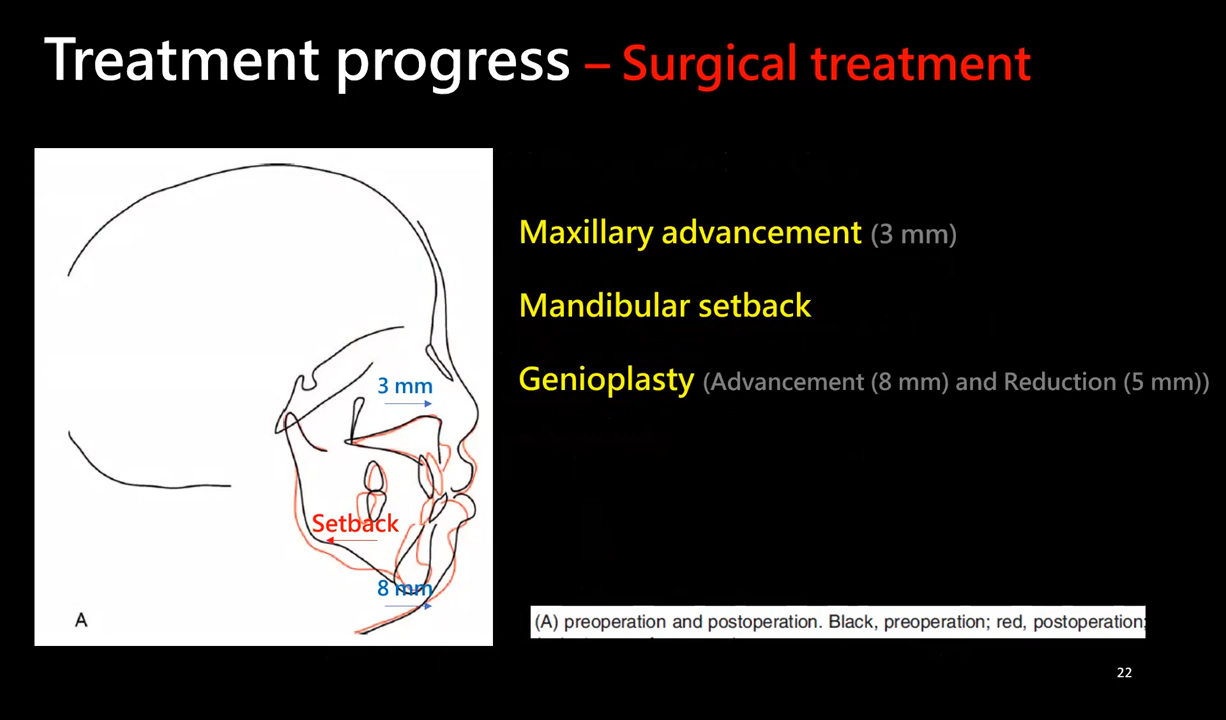 Treatment progress – Surgical treatment
Maxillary advancement (3 mm)
Mandibular setback
Genioplasty (Advancement (8 mm) and Reduction (5 mm))
3 mm
Setback
8 mm
A
(A) preoperation and postoperation. Black, preoperation; red, postoperation;
22